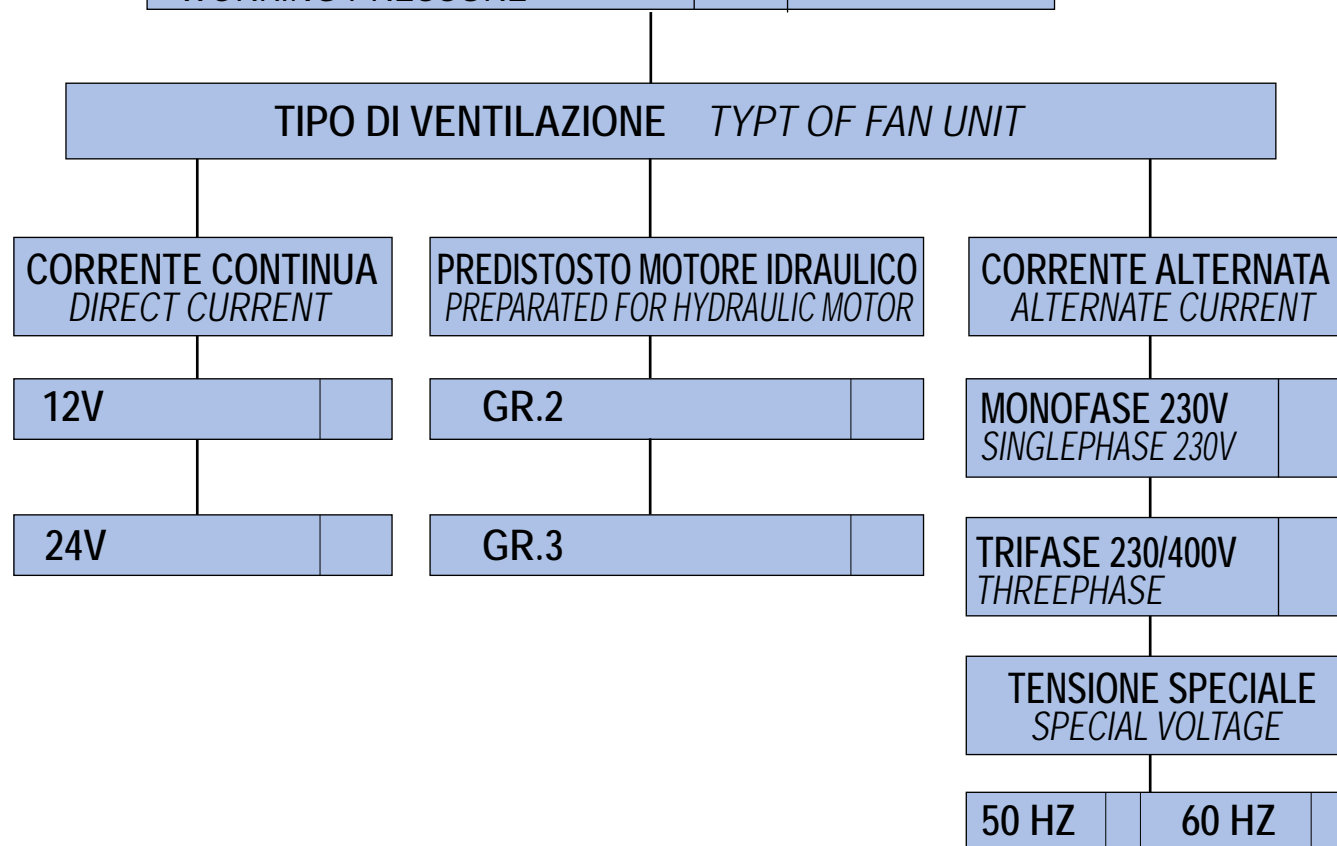 WORKING PRESSURE
TIPO DI VENTILAZIONE TYPT OF FAN UNIT
CORRENTE CONTINUA
DIRECT CURRENT
PREDISTOSTO MOTORE IDRAULICO
PREPARATED FOR HYDRAULIC MOTOR
CORRENTE ALTERNATA
ALTERNATE CURRENT
12V
GR.2
MONOFASE 230V
SINGLEPHASE 230V
24V
GR.3
TRIFASE 230/400V
THREEPHASE
TENSIONE SPECIALE
SPECIAL VOLTAGE
50 HZ 60 HZ